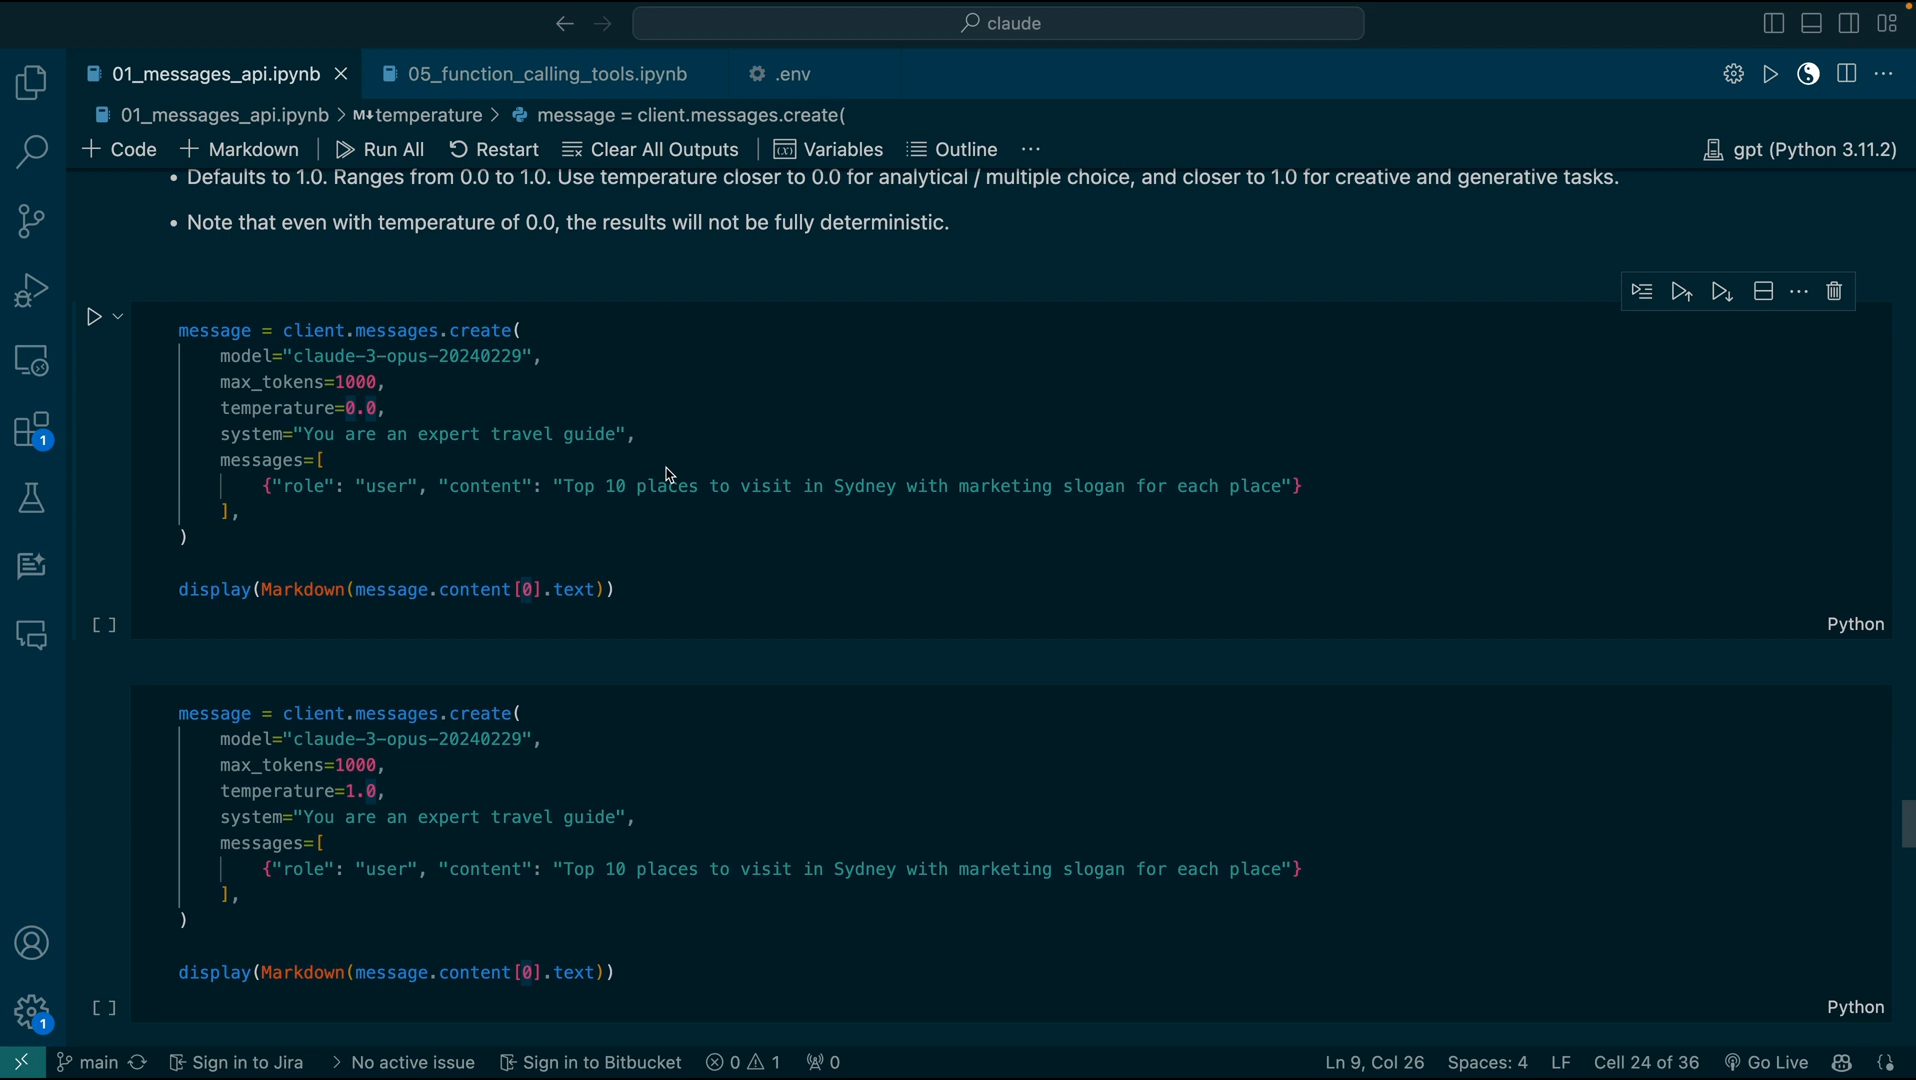 claude
01_messages_api.ipynb
05_function_calling_tools.ipynb
.env
01_messages_api.ipynb > M↓temperature > message = client.messages.create(
+ Code + Markdown | Run All Restart Clear All Outputs | Variables Outline ···
gpt (Python 3.11.2)
• Defaults to 1.0. Ranges from 0.0 to 1.0. Use temperature closer to 0.0 for analytical / multiple choice, and closer to 1.0 for creative and generative tasks.
• Note that even with temperature of 0.0, the results will not be fully deterministic.
message = client.messages.create(
model="claude-3-opus-20240229",
max_tokens=1000,
temperature=0.0,
system="You are an expert travel guide",
messages=[
{"role": "user", "content": "Top 10 places to visit in Sydney with marketing slogan for each place"}
],
)
display(Markdown(message.content[0].text))
[ ]
Python
message = client.messages.create(
model="claude-3-opus-20240229",
max_tokens=1000,
temperature=1.0,
system="You are an expert travel guide",
messages=[
{"role": "user", "content": "Top 10 places to visit in Sydney with marketing slogan for each place"}
],
)
display(Markdown(message.content[0].text))
[ ]
Python
1
1
main Sign in to Jira > No active issue Sign in to Bitbucket 0 1 0
Ln 9, Col 26 Spaces: 4 LF Cell 24 of 36 Go Live